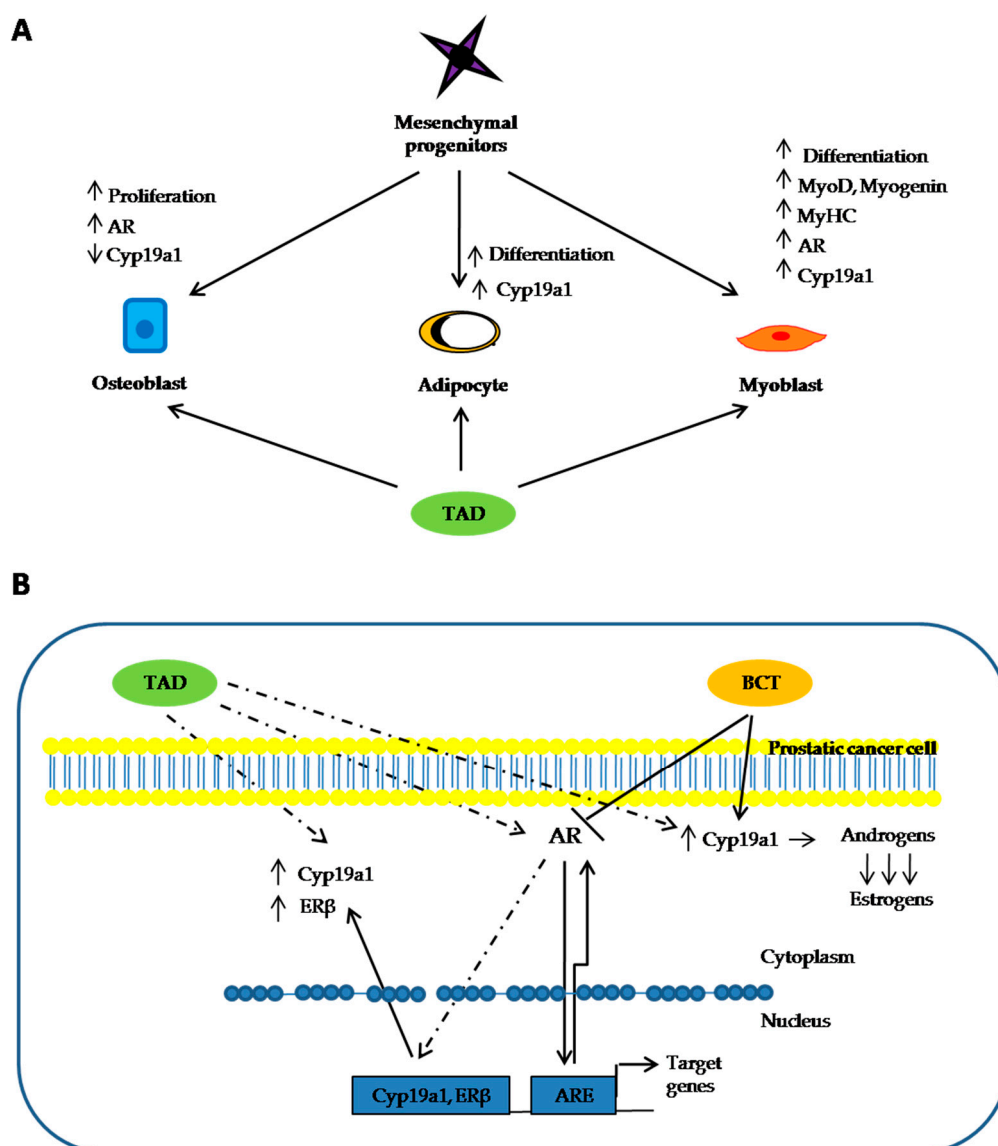 A
Mesenchymal
progenitors
↑ Proliferation
↑ AR
↓ Cyp19a1
↑ Differentiation
↑ Cyp19a1
↑ Differentiation
↑ MyoD, Myogenin
↑ MyHC
↑ AR
↑ Cyp19a1
Osteoblast
Adipocyte
Myoblast
TAD
B
TAD
BCT
Prostatic cancer cell
AR
↑ Cyp19a1 →
Androgens
↓ ↓ ↓
Estrogens
↑ Cyp19a1
↑ ERβ
Cytoplasm
Nucleus
Cyp19a1, ERβ
ARE
Target
genes